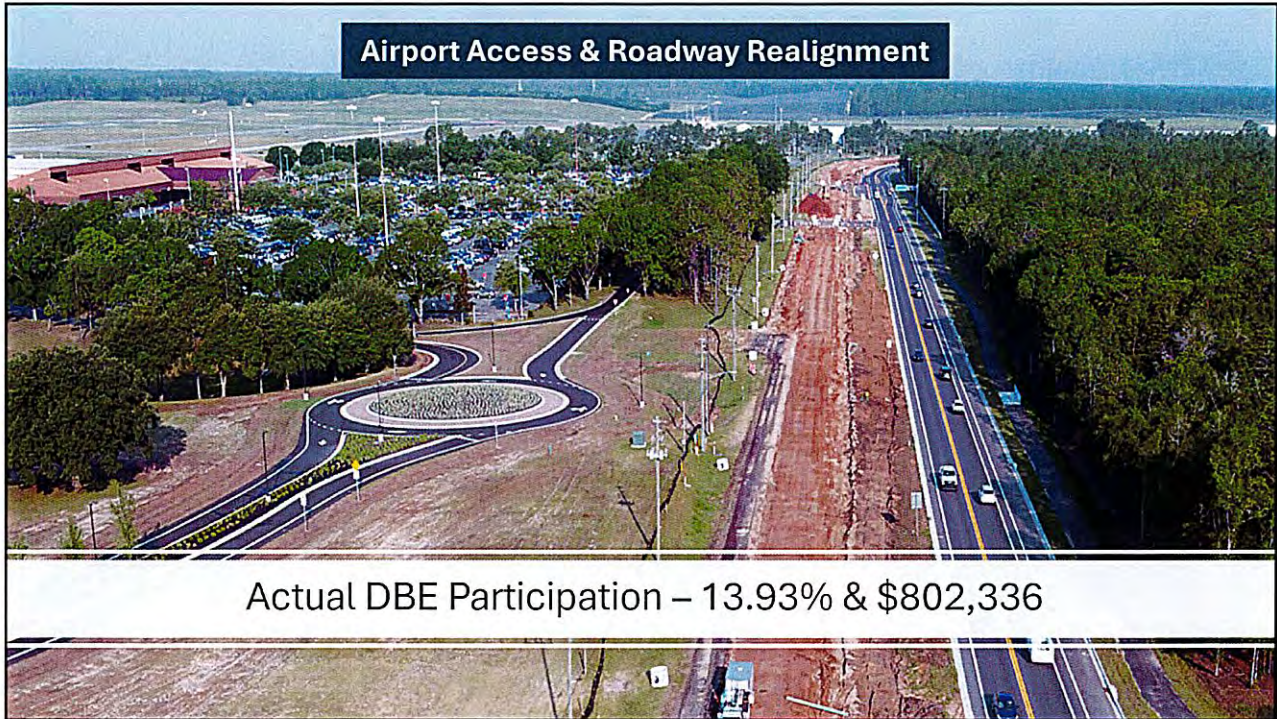 Airport Access & Roadway Realignment
Actual DBE Participation – 13.93% & $802,336